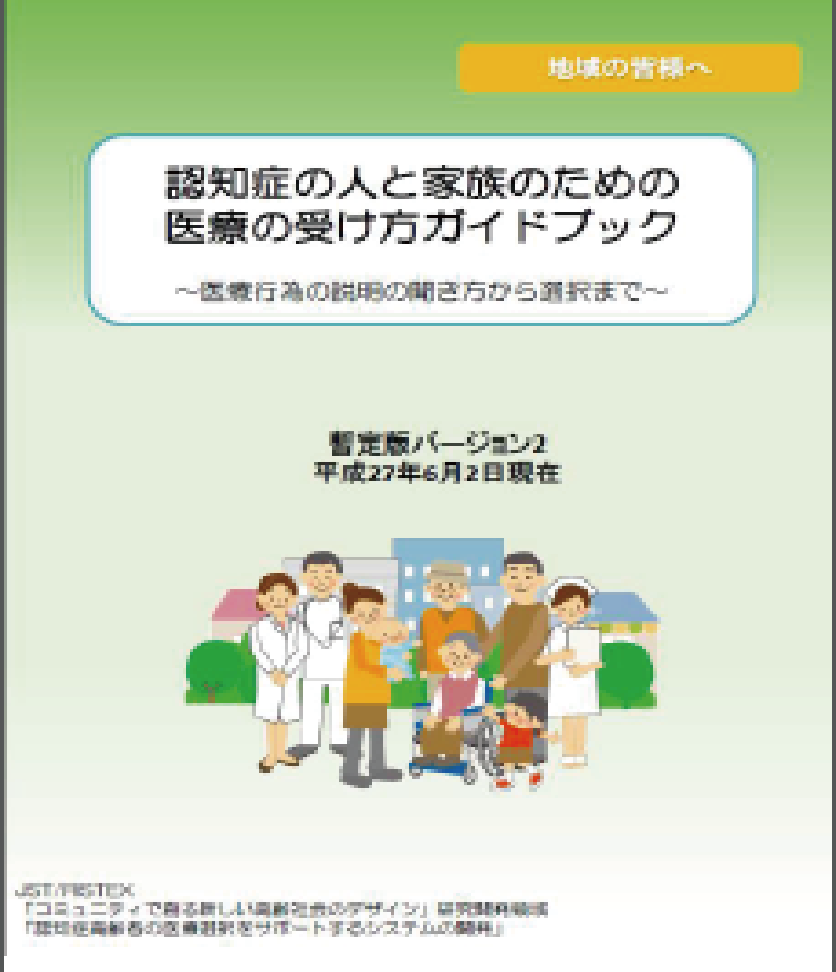 地域の皆様へ
認知症の人と家族のための
医療の受け方ガイドブック
～医療行為の説明の聞き方から選択まで～
暫定版バージョン2
平成27年6月2日現在
JST/RISTEX
「コミュニティで創る新しい高齢社会のデザイン」研究開発領域
「認知症高齢者の医療選択をサポートするシステムの開発」